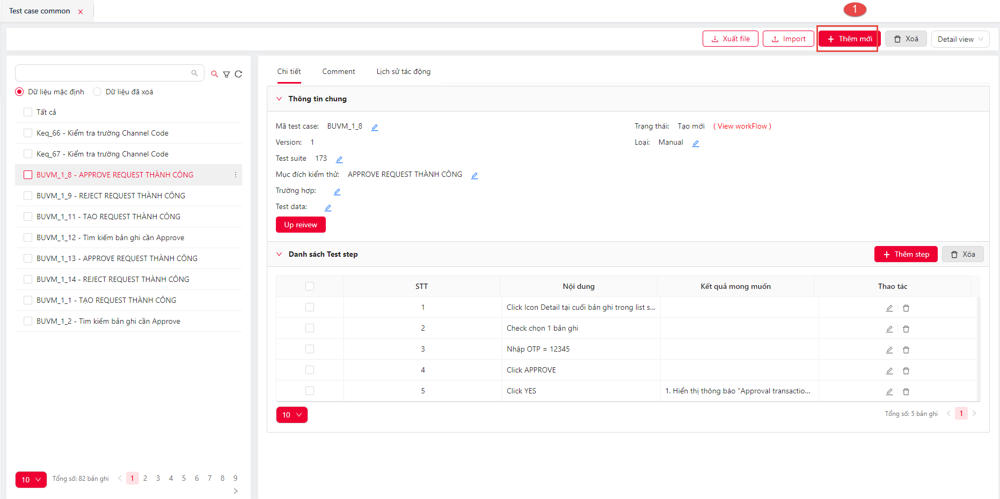 Test case common
1
Xuất file
Import
Thêm mới
Xoá
Detail view
Dữ liệu mặc định
Dữ liệu đã xoá
Tất cả
Keq_66 - Kiểm tra trường Channel Code
Keq_67 - Kiểm tra trường Channel Code
BUVM_1_8 - APPROVE REQUEST THÀNH CÔNG
BUVM_1_9 - REJECT REQUEST THÀNH CÔNG
BUVM_1_11 - TẠO REQUEST THÀNH CÔNG
BUVM_1_12 - Tìm kiếm bản ghi cần Approve
BUVM_1_13 - APPROVE REQUEST THÀNH CÔNG
BUVM_1_14 - REJECT REQUEST THÀNH CÔNG
BUVM_1_1 - TẠO REQUEST THÀNH CÔNG
BUVM_1_2 - Tìm kiếm bản ghi cần Approve
10
Tổng số: 82 bản ghi
< 1 2 3 4 5 6 7 8 9
>
Chi tiết
Comment
Lịch sử tác động
Thông tin chung
Mã test case: BUVM_1_8
Version: 1
Test suite 173
Mục đích kiểm thử: APPROVE REQUEST THÀNH CÔNG
Trường hợp:
Test data:
Up reivew
Trạng thái: Tạo mới ( View workFlow )
Loại: Manual
Danh sách Test step
Thêm step
Xóa
STT Nội dung Kết quả mong muốn Thao tác
1 Click Icon Detail tại cuối bản ghi trong list s...
2 Check chọn 1 bản ghi
3 Nhập OTP = 12345
4 Click APPROVE
5 Click YES 1. Hiển thị thông báo "Approval transactio...
10
Tổng số: 5 bản ghi < 1 >